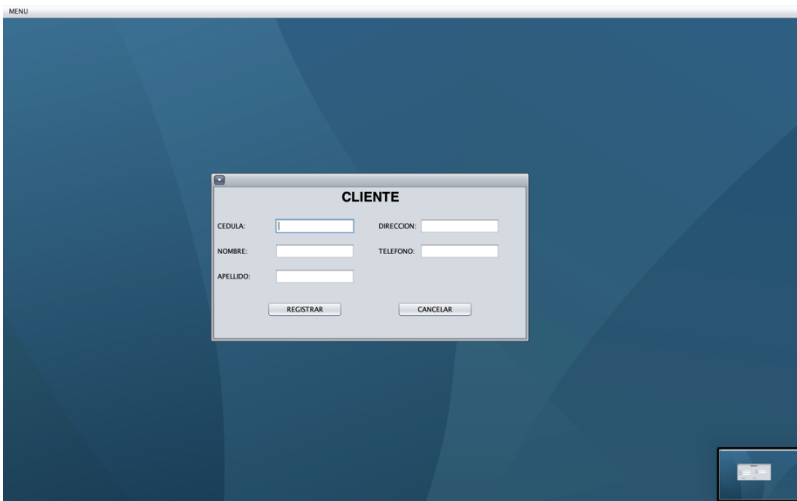 MENU
CLIENTE
CEDULA: DIRECCION:
NOMBRE: TELEFONO:
APELLIDO:
REGISTRAR CANCELAR